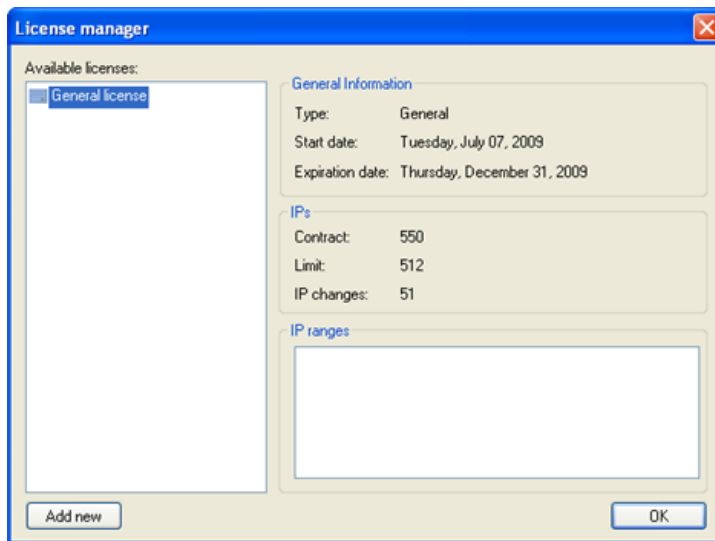 License manager
Available licenses:
General license
General Information
Type: General
Start date: Tuesday, July 07, 2009
Expiration date: Thursday, December 31, 2009
IPs
Contract: 550
Limit: 512
IP changes: 51
IP ranges
Add new
OK